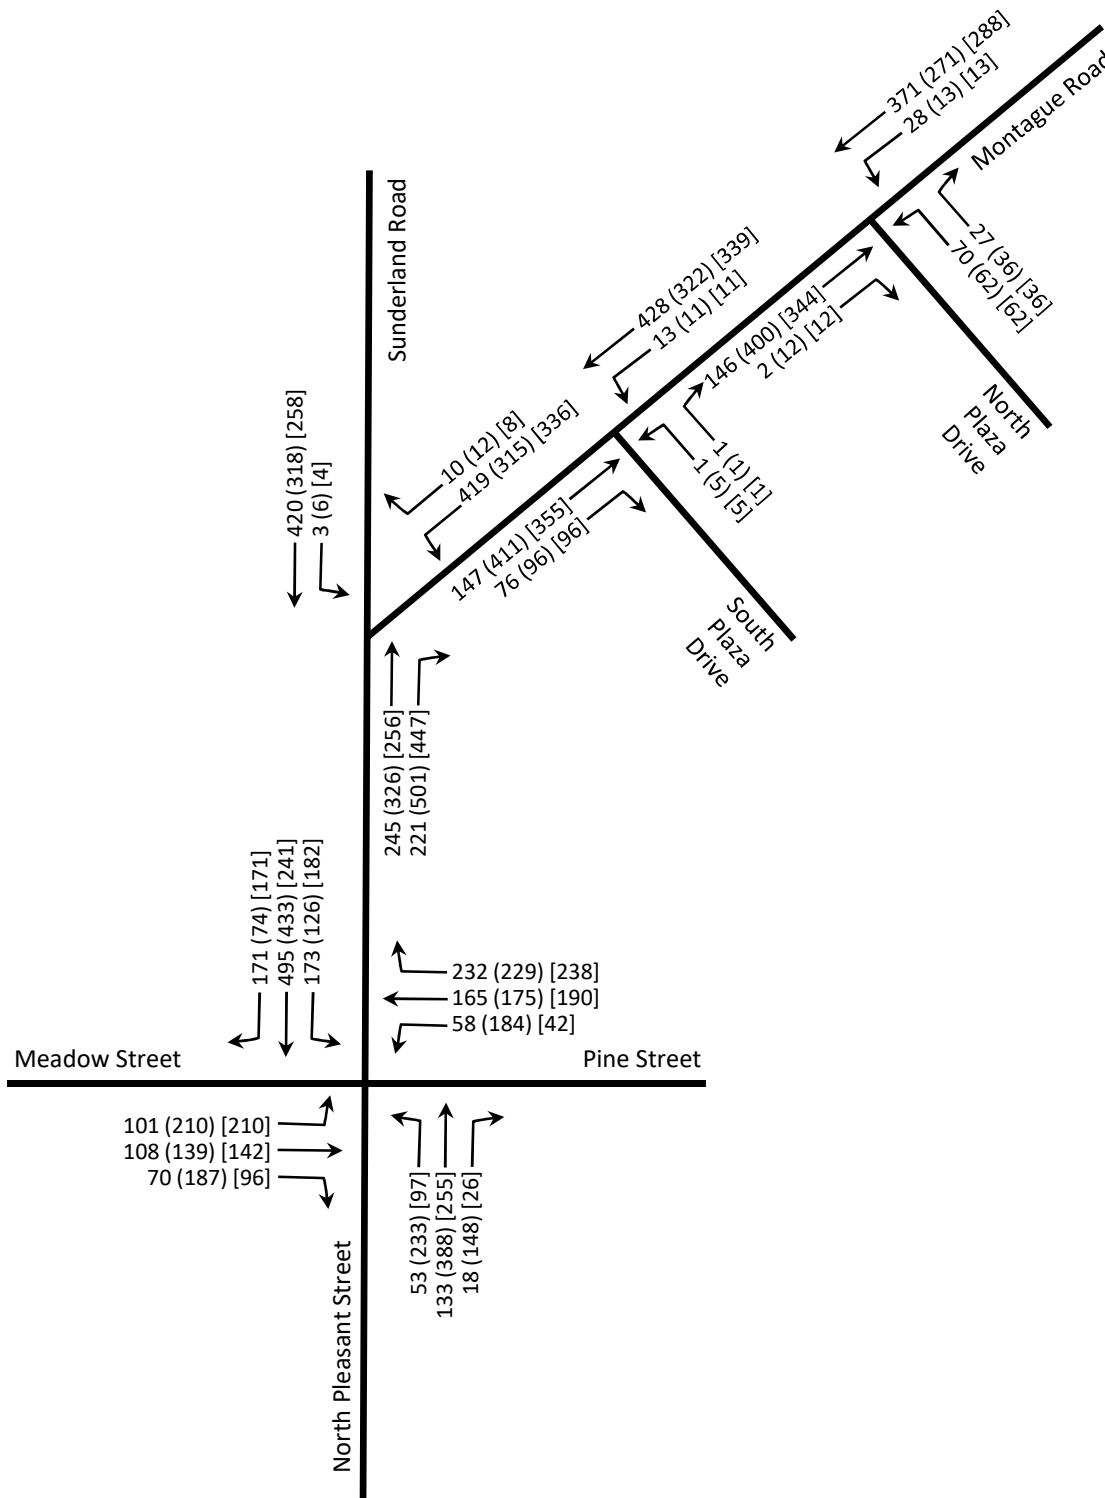 371 (271) [288]
28 (13) [13]
Montague Road
Sunderland Road
27 (36) [36]
70 (62) [62]
428 (322) [339]
13 (11) [11]
146 (400) [344]
2 (12) [12]
North
Plaza
Drive
10 (12) [8]
419 (315) [336]
420 (318) [258]
3 (6) [4]
1 (1) [1]
1 (5) [5]
147 (411) [355]
76 (96) [96]
South
Plaza
Drive
245 (326) [256]
221 (501) [447]
171 (74) [171]
495 (433) [241]
173 (126) [182]
232 (229) [238]
165 (175) [190]
58 (184) [42]
Meadow Street
Pine Street
101 (210) [210]
108 (139) [142]
70 (187) [96]
53 (233) [97]
133 (388) [255]
18 (148) [26]
North Pleasant Street